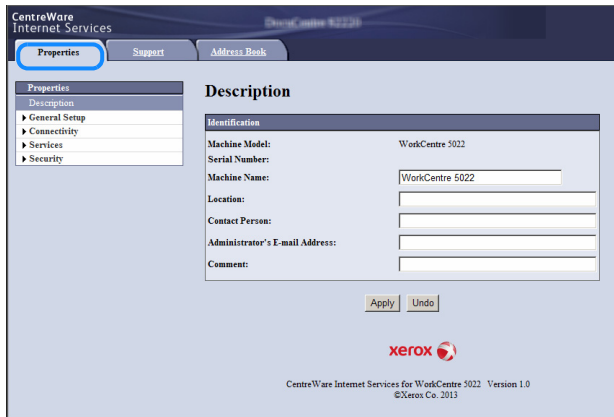 CentreWare
Internet Services
Properties
Support
Address Book
Properties
Description
General Setup
Connectivity
Services
Security
Description
Identification
Machine Model: WorkCentre 5022
Serial Number:
Machine Name: WorkCentre 5022
Location:
Contact Person:
Administrator's E-mail Address:
Comment:
Apply Undo
xerox
CentreWare Internet Services for WorkCentre 5022 Version 1.0
©Xerox Co. 2013